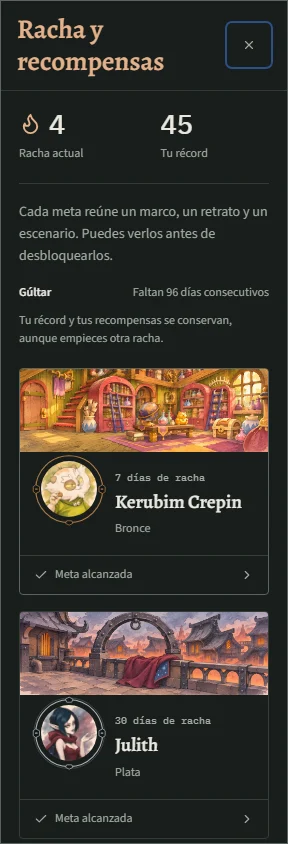 Racha y
recompensas
4
45
Racha actual
Tu récord
Cada meta reúne un marco, un retrato y un
escenario. Puedes verlos antes de
desbloquearlos.
Gúltar
Faltan 96 días consecutivos
Tu récord y tus recompensas se conservan,
aunque empieces otra racha.
7 días de racha
Kerubim Crepin
Bronce
Meta alcanzada
30 días de racha
Julith
Plata
Meta alcanzada